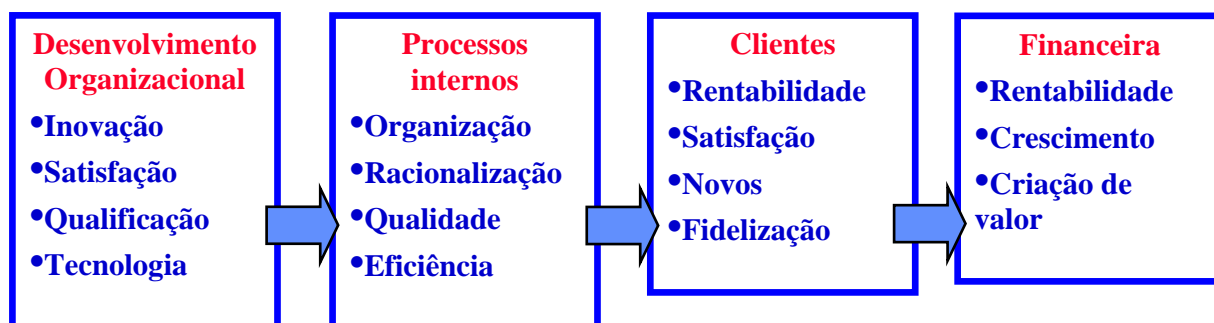 Desenvolvimento
Organizacional
•Inovação
•Satisfação
•Qualificação
•Tecnologia
Processos
internos
•Organização
•Racionalização
•Qualidade
•Eficiência
Clientes
•Rentabilidade
•Satisfação
•Novos
•Fidelização
Financeira
•Rentabilidade
•Crescimento
•Criação de
valor